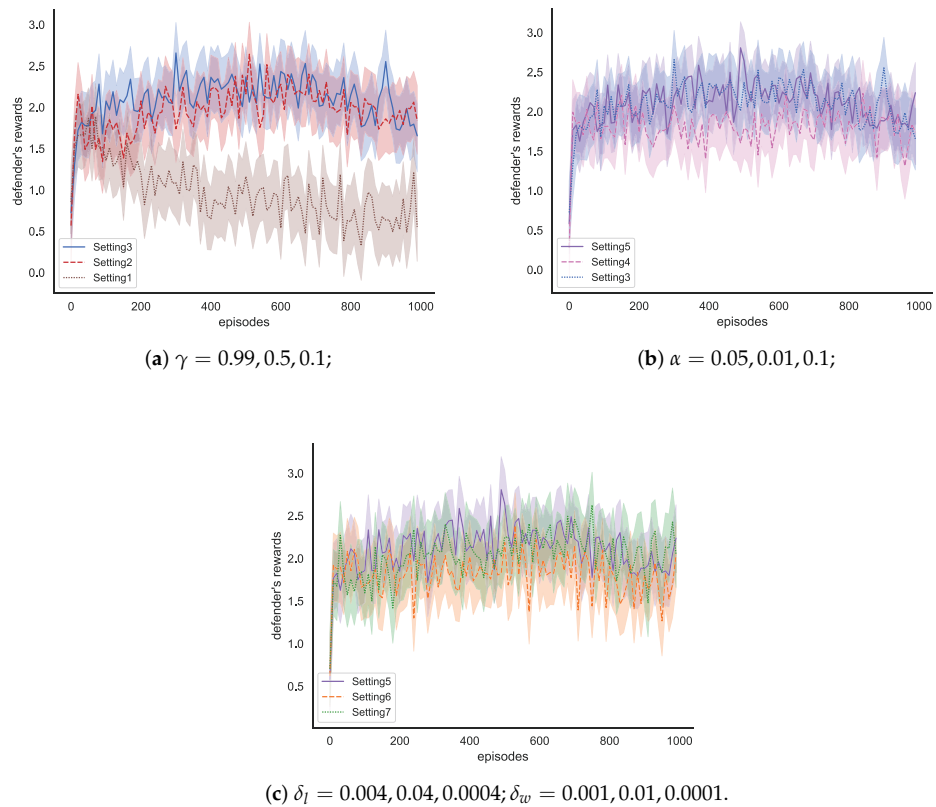 3.0
2.5
2.0
1.5
1.0
0.5
0.0
defender's rewards
Setting3
Setting2
Setting1
0 200 400 600 800 1000
episodes
(a) γ = 0.99, 0.5, 0.1;
3.0
2.5
2.0
1.5
1.0
0.5
0.0
defender's rewards
Setting5
Setting4
Setting3
0 200 400 600 800 1000
episodes
(b) α = 0.05, 0.01, 0.1;
3.0
2.5
2.0
1.5
1.0
0.5
defender's rewards
Setting5
Setting6
Setting7
0 200 400 600 800 1000
episodes
(c) δ_l = 0.004, 0.04, 0.0004; δ_w = 0.001, 0.01, 0.0001.